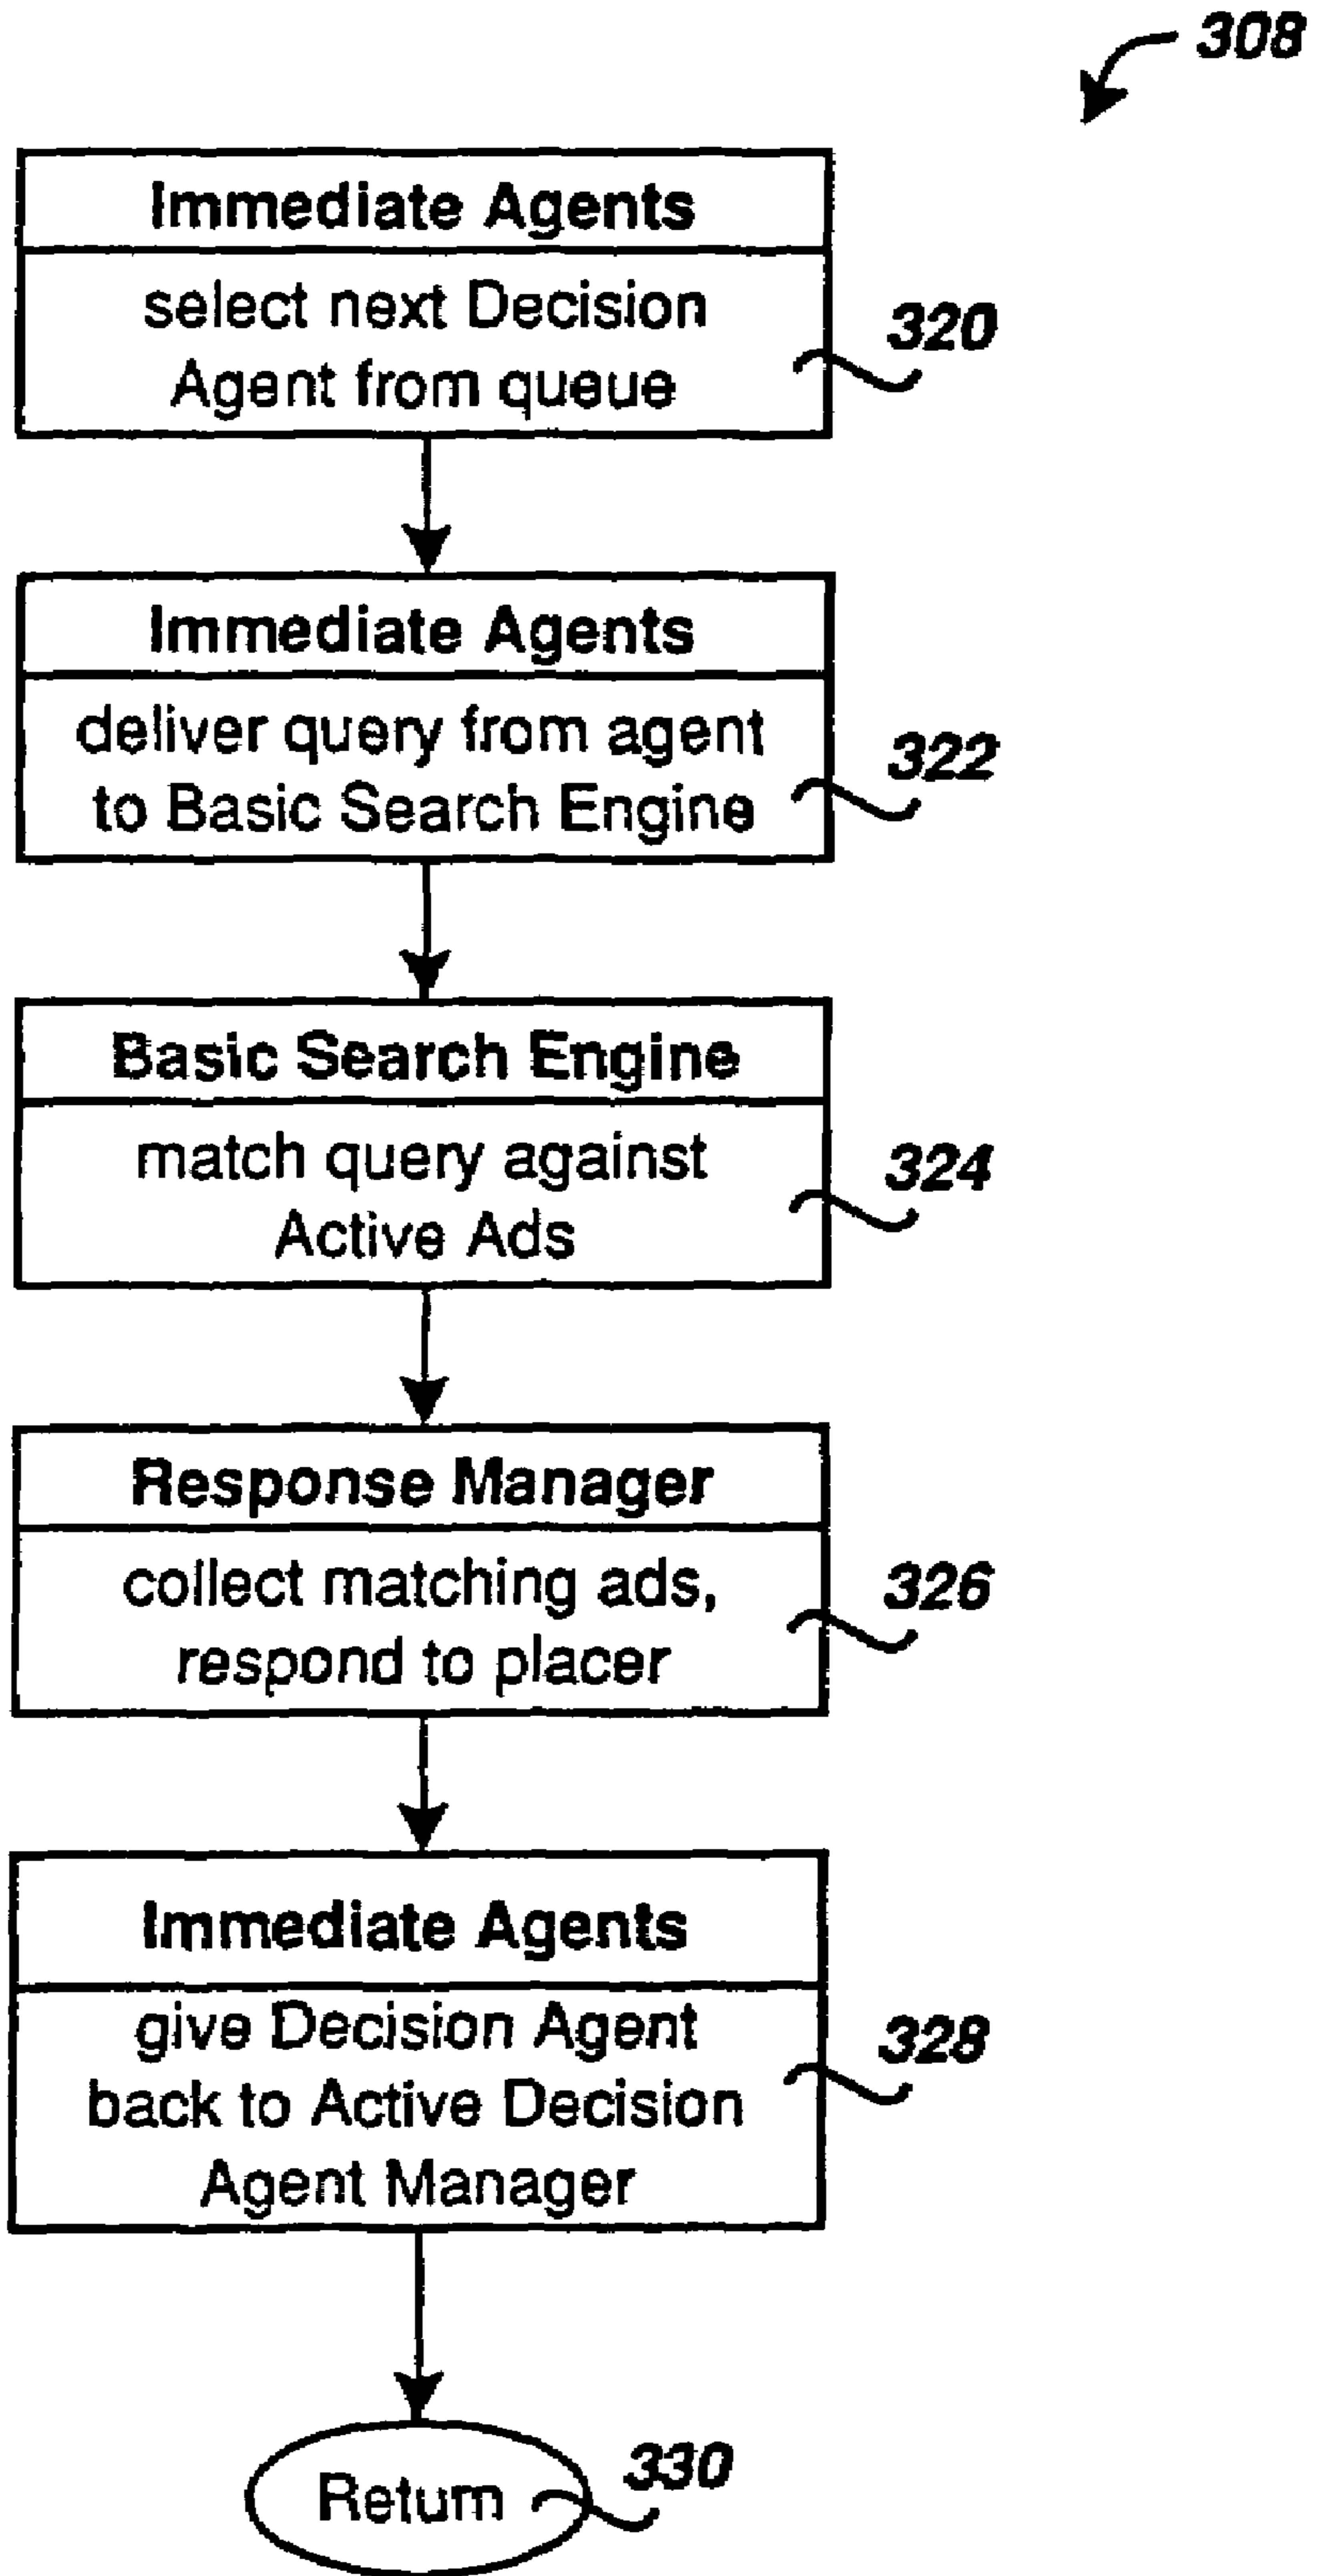 308
Immediate Agents
select next Decision
Agent from queue
320
Immediate Agents
deliver query from agent
to Basic Search Engine
322
Basic Search Engine
match query against
Active Ads
324
Response Manager
collect matching ads,
respond to placer
326
Immediate Agents
give Decision Agent
back to Active Decision
Agent Manager
328
Return
330